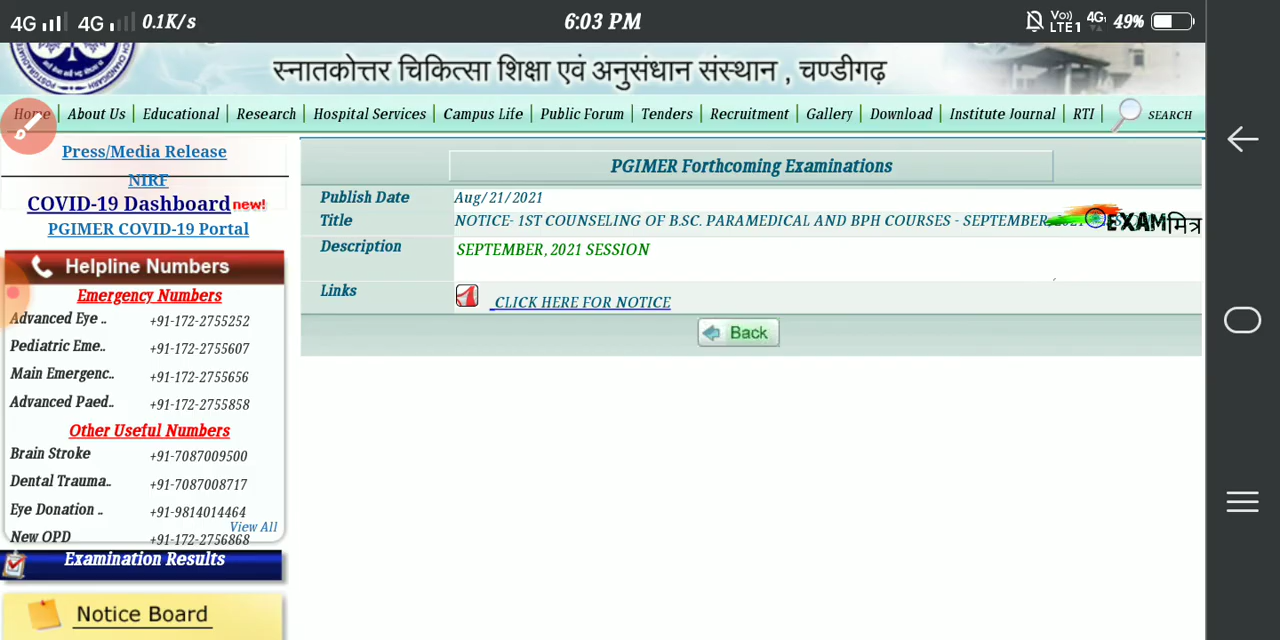 4G 4G 0.1K/s 6:03 PM Vo) LTE1 4G 49%
स्नातकोत्तर चिकित्सा शिक्षा एवं अनुसंधान संस्थान , चण्डीगढ़
Home About Us Educational Research Hospital Services Campus Life Public Forum Tenders Recruitment Gallery Download Institute Journal RTI SEARCH
Press/Media Release
NIRF
COVID-19 Dashboard new!
PGIMER COVID-19 Portal
Helpline Numbers
Emergency Numbers
Advanced Eye .. +91-172-2755252
Pediatric Eme.. +91-172-2755607
Main Emergenc.. +91-172-2755656
Advanced Paed.. +91-172-2755858
Other Useful Numbers
Brain Stroke +91-7087009500
Dental Trauma.. +91-7087008717
Eye Donation .. +91-9814014464
View All
New OPD +91-172-2756868
Examination Results
Notice Board
PGIMER Forthcoming Examinations
Publish Date Aug/21/2021
Title NOTICE- 1ST COUNSELING OF B.SC. PARAMEDICAL AND BPH COURSES - SEPTEMBER
EXAMमित्र
Description SEPTEMBER, 2021 SESSION
Links CLICK HERE FOR NOTICE
Back